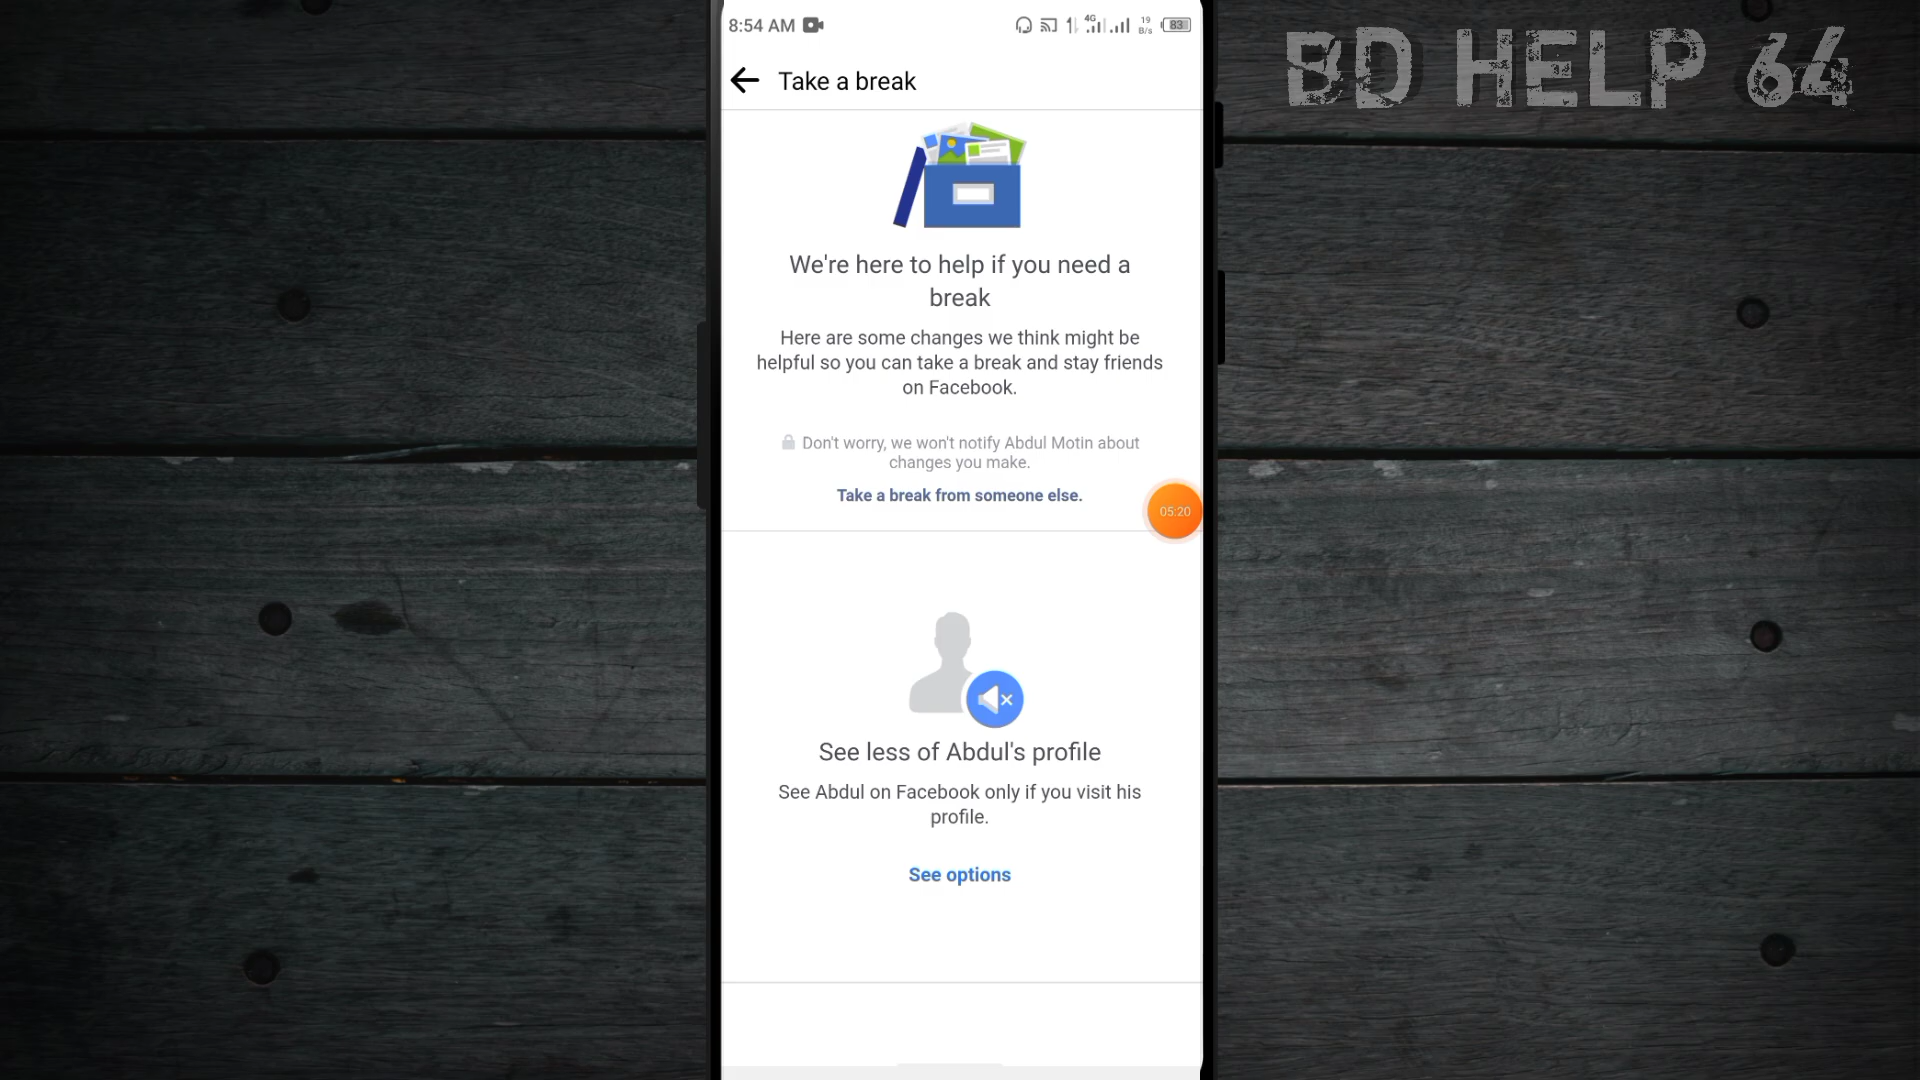 8:54 AM
4G
19
B/s
83
BD HELP 64
Take a break
We're here to help if you need a
break
Here are some changes we think might be
helpful so you can take a break and stay friends
on Facebook.
Don't worry, we won't notify Abdul Motin about
changes you make.
Take a break from someone else.
05:20
See less of Abdul's profile
See Abdul on Facebook only if you visit his
profile.
See options